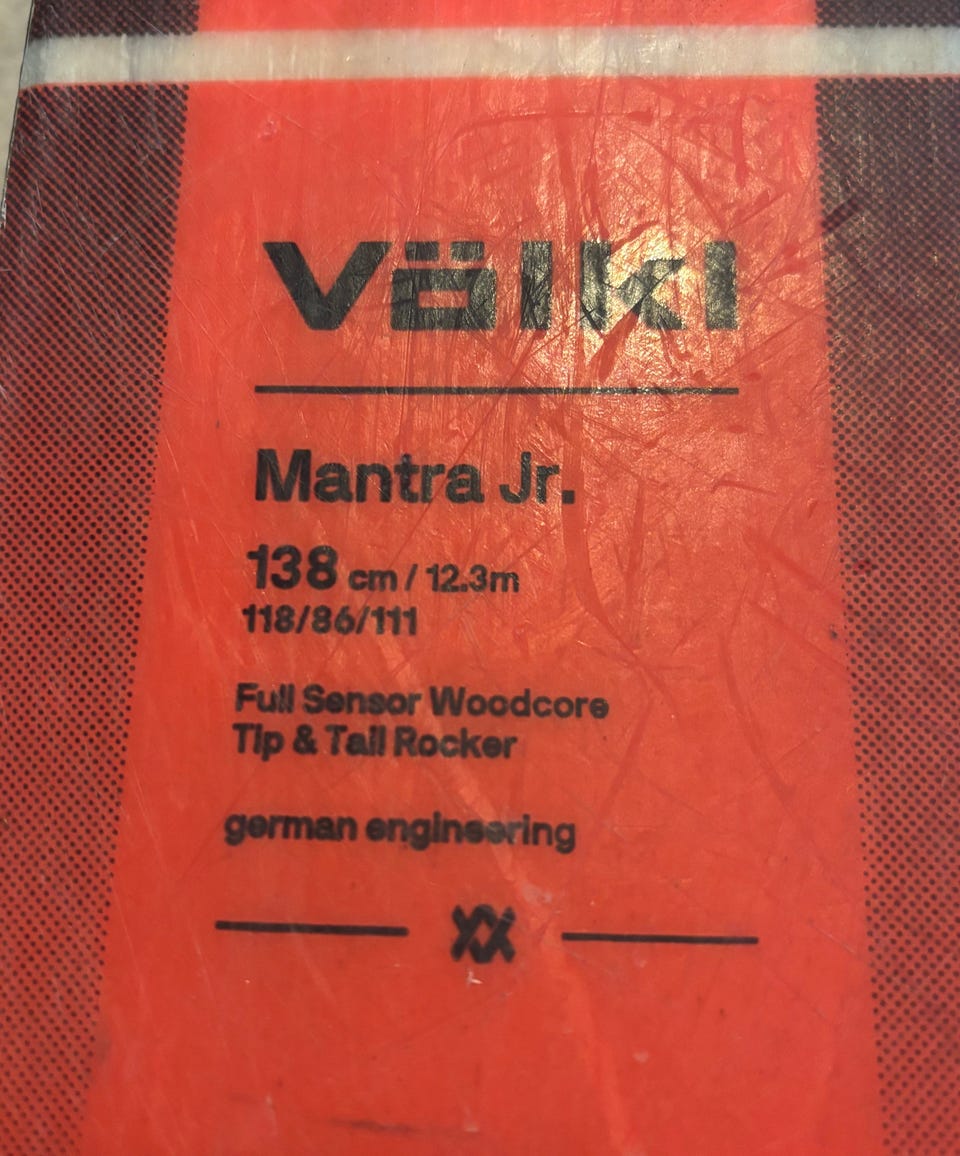 Völkl
Mantra Jr.
138 cm / 12.3m
118/86/111
Full Sensor Woodcore
Tip & Tail Rocker
german engineering